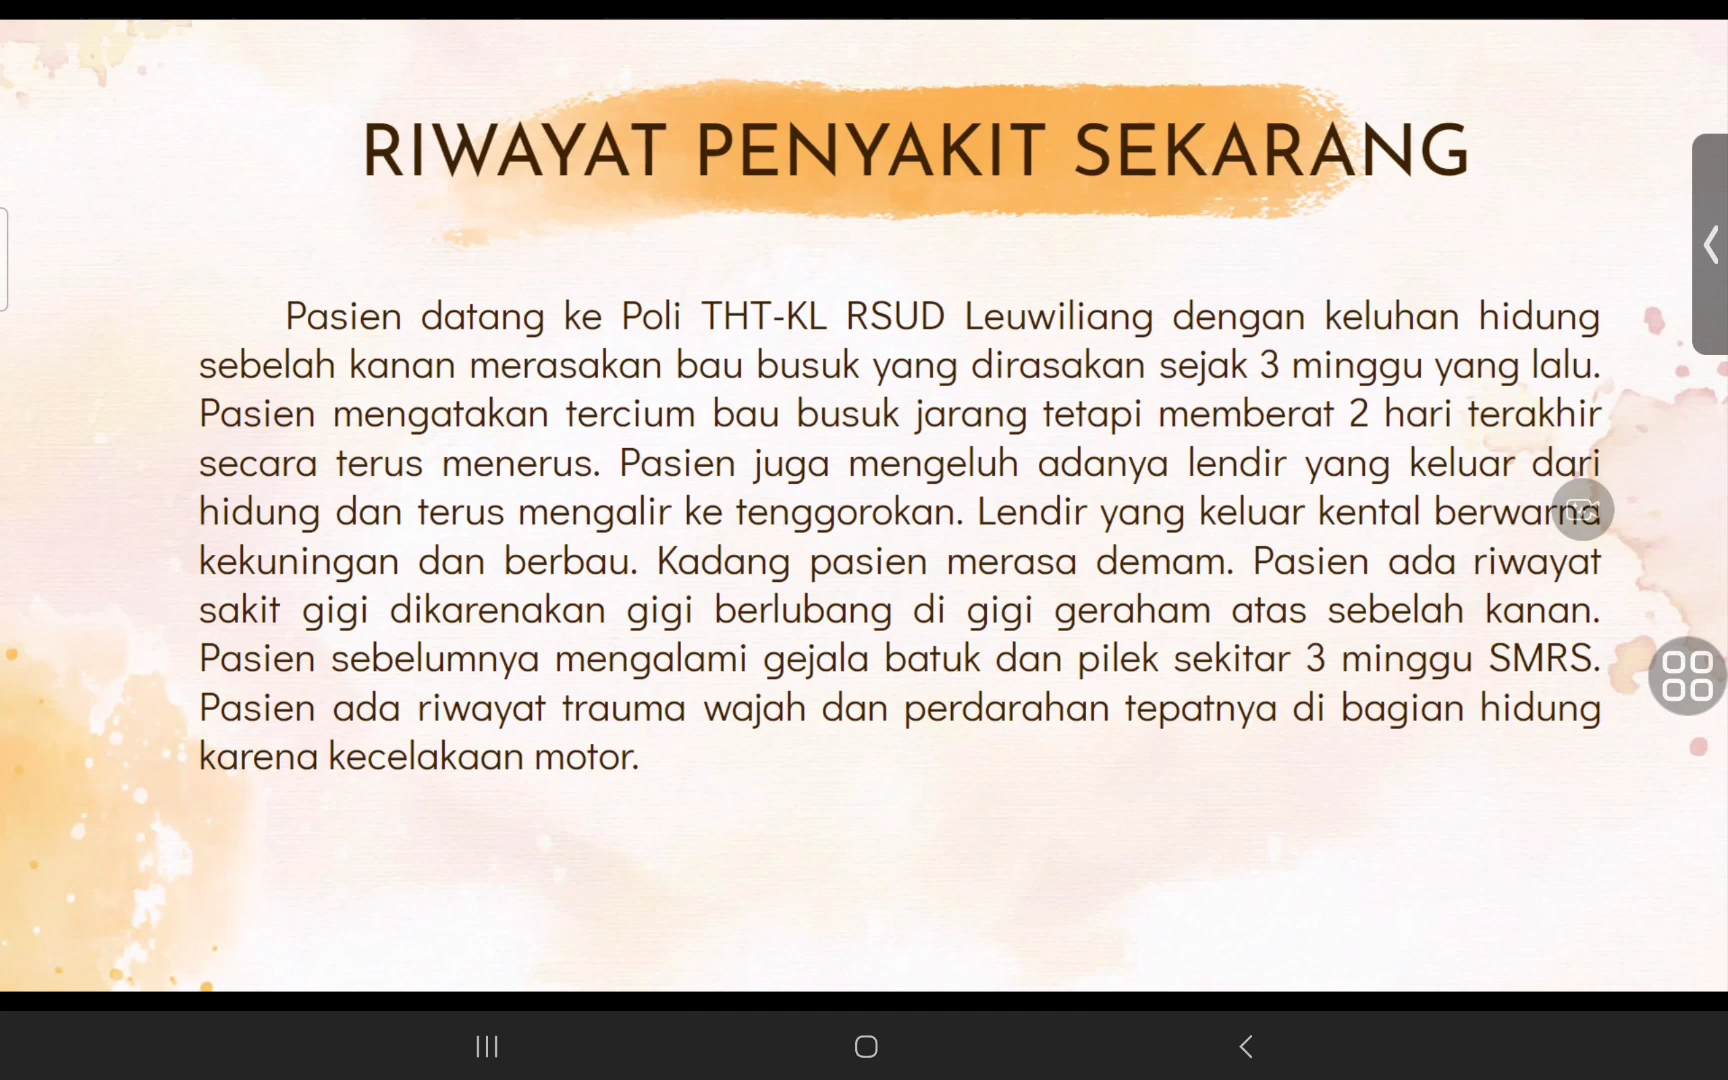 RIWAYAT PENYAKIT SEKARANG
Pasien datang ke Poli THT-KL RSUD Leuwiliang dengan keluhan hidung
sebelah kanan merasakan bau busuk yang dirasakan sejak 3 minggu yang lalu.
Pasien mengatakan tercium bau busuk jarang tetapi memberat 2 hari terakhir
secara terus menerus. Pasien juga mengeluh adanya lendir yang keluar dari
hidung dan terus mengalir ke tenggorokan. Lendir yang keluar kental berwarna
kekuningan dan berbau. Kadang pasien merasa demam. Pasien ada riwayat
sakit gigi dikarenakan gigi berlubang di gigi geraham atas sebelah kanan.
Pasien sebelumnya mengalami gejala batuk dan pilek sekitar 3 minggu SMRS.
Pasien ada riwayat trauma wajah dan perdarahan tepatnya di bagian hidung
karena kecelakaan motor.